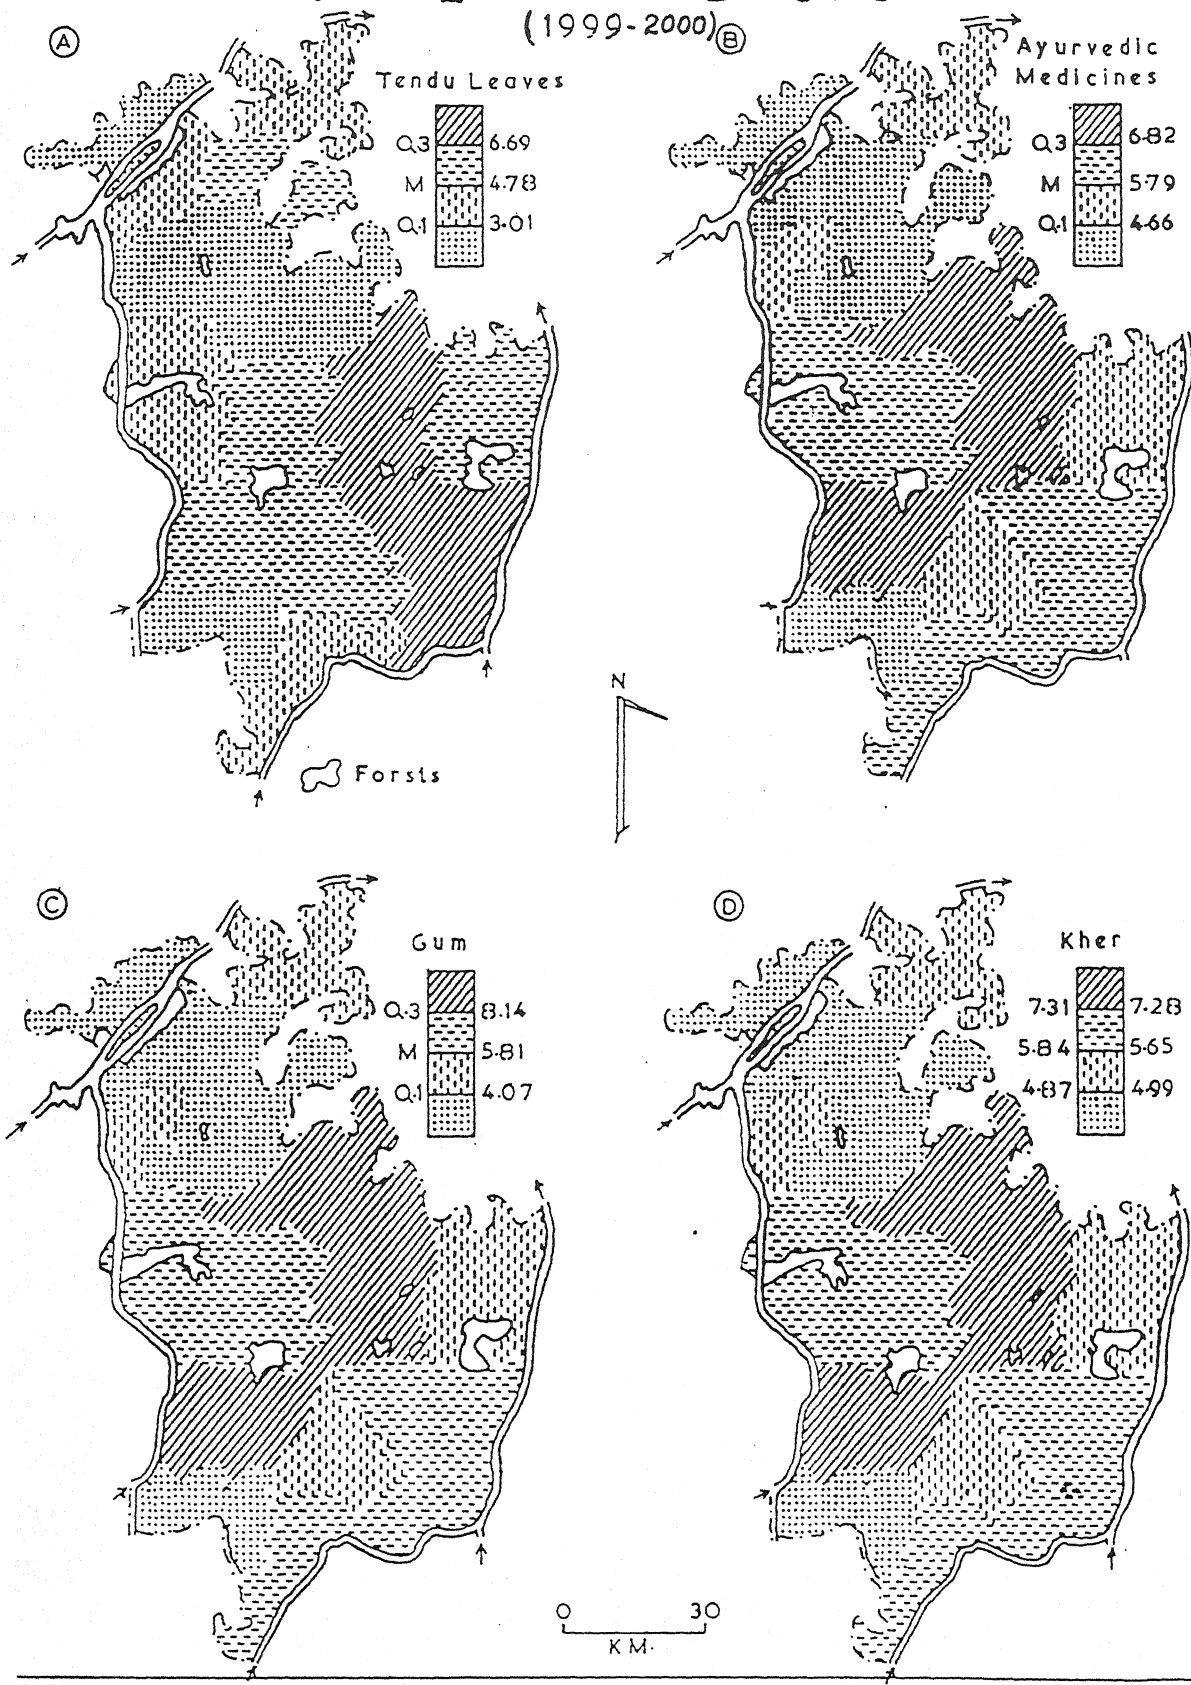 (1999-2000)
A
Tendu Leaves
Q.3 6.69
M 4.78
Q.1 3.01
B
Ayurvedic
Medicines
Q.3 6.82
M 5.79
Q.1 4.66
N
Forsts
C
Gum
Q.3 8.14
M 5.81
Q.1 4.07
D
Kher
7.31 7.28
5.84 5.65
4.87 4.99
0 30
KM.